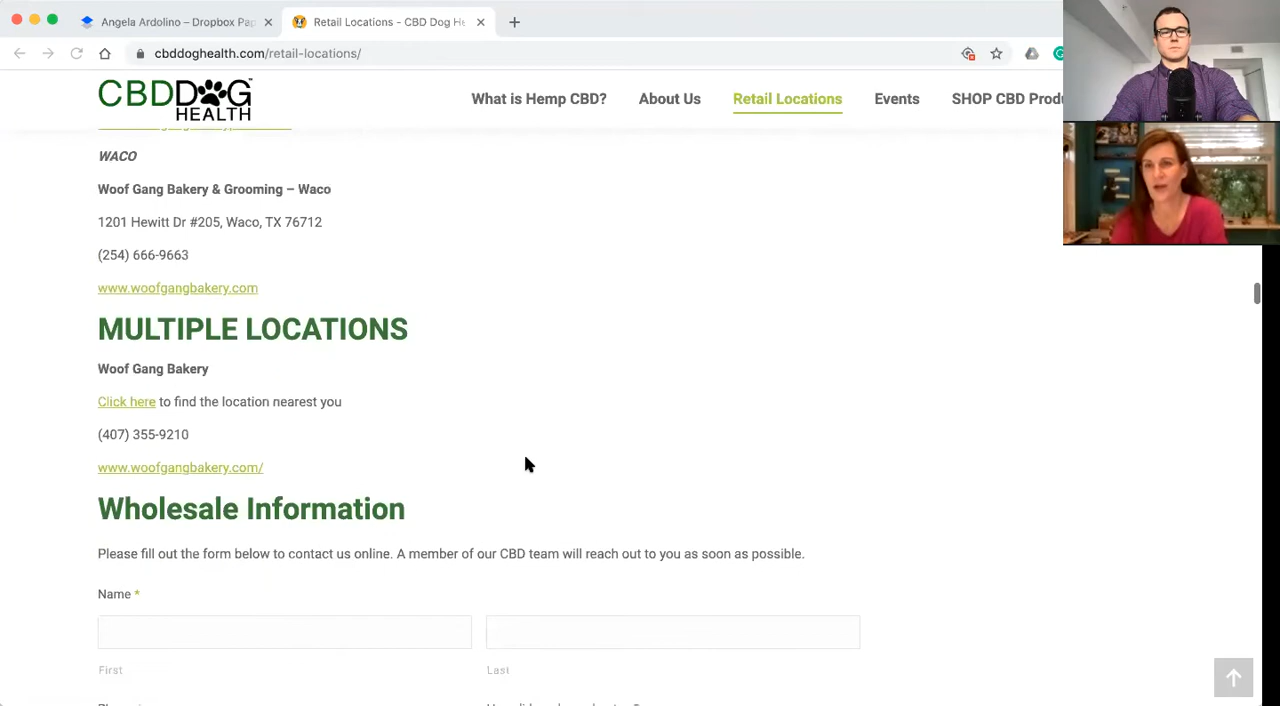 Angela Ardolino – Dropbox Pap
Retail Locations - CBD Dog He
cbddoghealth.com/retail-locations/
CBD DOG HEALTH™
What is Hemp CBD?
About Us
Retail Locations
Events
SHOP CBD Produ
WACO
Woof Gang Bakery & Grooming – Waco
1201 Hewitt Dr #205, Waco, TX 76712
(254) 666-9663
www.woofgangbakery.com
MULTIPLE LOCATIONS
Woof Gang Bakery
Click here to find the location nearest you
(407) 355-9210
www.woofgangbakery.com/
Wholesale Information
Please fill out the form below to contact us online. A member of our CBD team will reach out to you as soon as possible.
Name *
First
Last